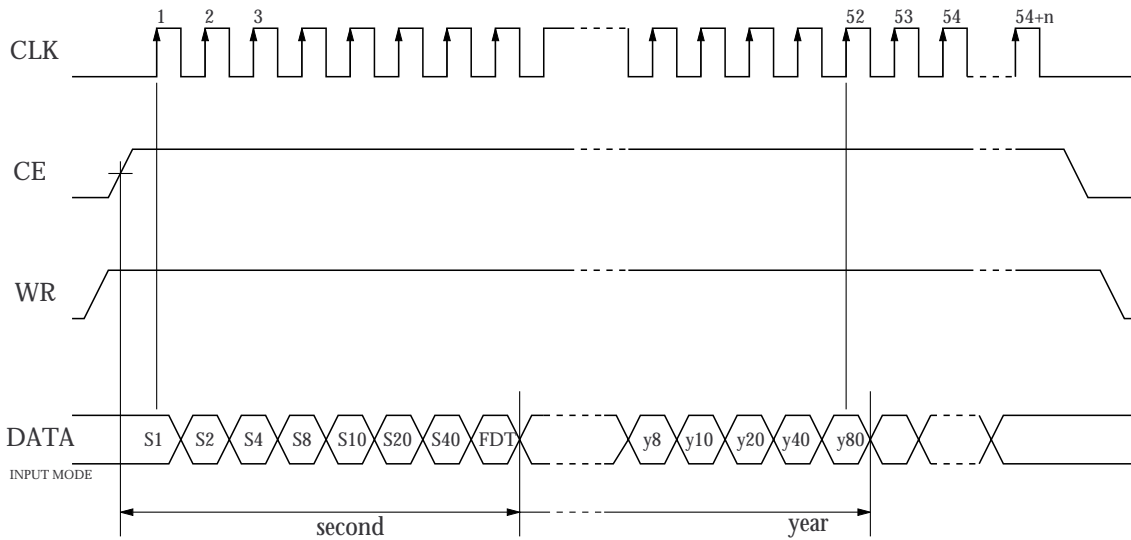 1 2 3 52 53 54 54+n
CLK
CE
WR
DATA S1 S2 S4 S8 S10 S20 S40 FDT y8 y10 y20 y40 y80
INPUT MODE
second year